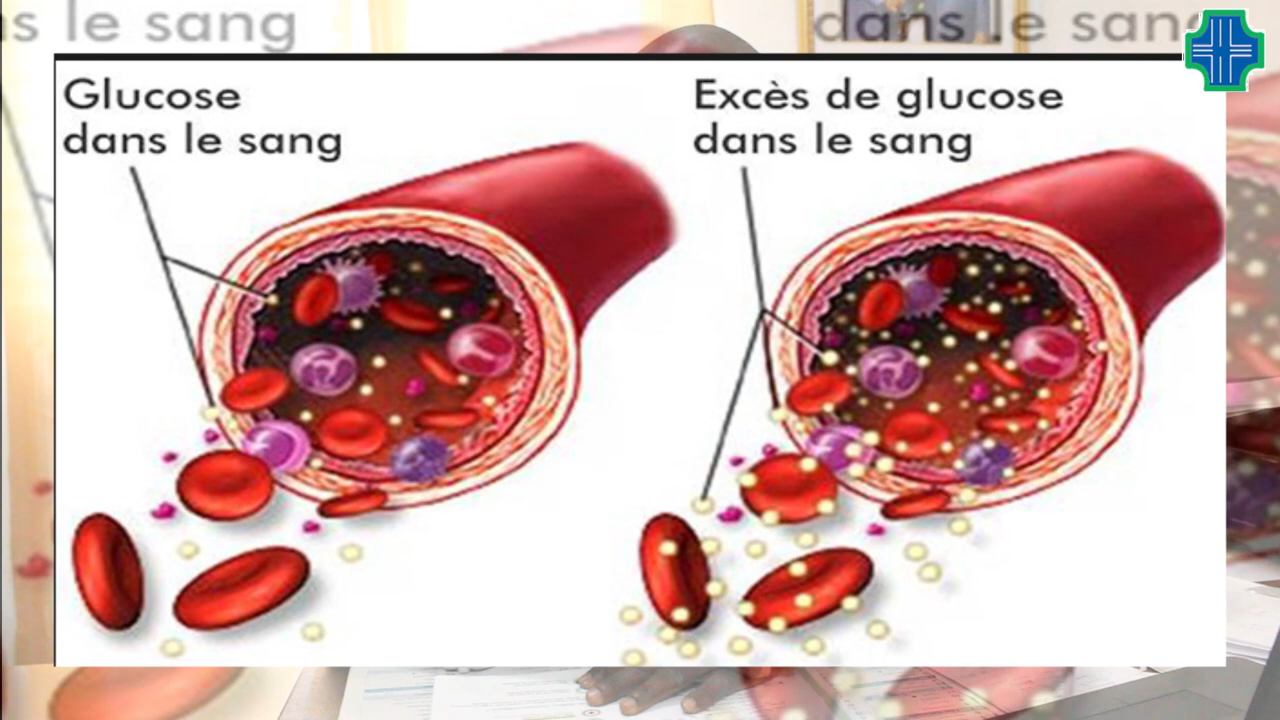 s le sang
dans le sang
Glucose
dans le sang
Excès de glucose
dans le sang